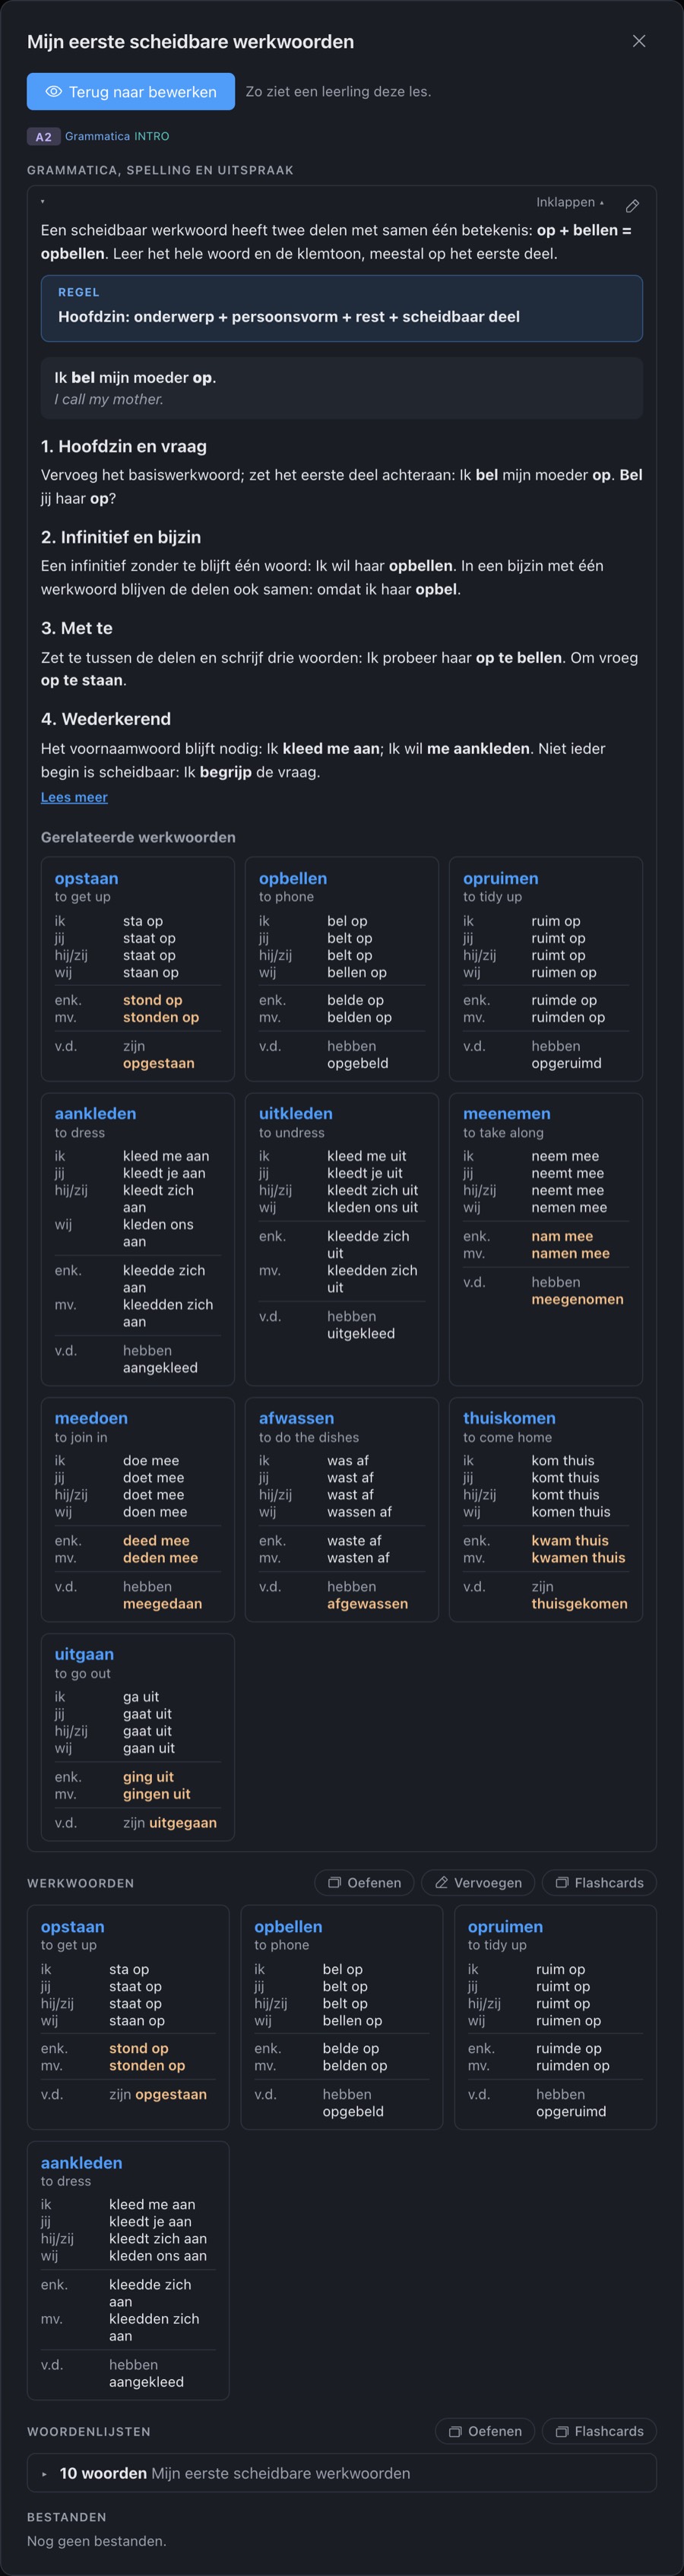 Mijn eerste scheidbare werkwoorden
Terug naar bewerken Zo ziet een leerling deze les.
A2 Grammatica INTRO
GRAMMATICA, SPELLING EN UITSPRAAK
Inklappen
Een scheidbaar werkwoord heeft twee delen met samen één betekenis: op + bellen =
opbellen. Leer het hele woord en de klemtoon, meestal op het eerste deel.
REGEL
Hoofdzin: onderwerp + persoonsvorm + rest + scheidbaar deel
Ik bel mijn moeder op.
I call my mother.
1. Hoofdzin en vraag
Vervoeg het basiswerkwoord; zet het eerste deel achteraan: Ik bel mijn moeder op. Bel
jij haar op?
2. Infinitief en bijzin
Een infinitief zonder te blijft één woord: Ik wil haar opbellen. In een bijzin met één
werkwoord blijven de delen ook samen: omdat ik haar opbel.
3. Met te
Zet te tussen de delen en schrijf drie woorden: Ik probeer haar op te bellen. Om vroeg
op te staan.
4. Wederkerend
Het voornaamwoord blijft nodig: Ik kleed me aan; Ik wil me aankleden. Niet ieder
begin is scheidbaar: Ik begrijp de vraag.
Lees meer
Gerelateerde werkwoorden
opstaan
to get up
ik sta op
jij staat op
hij/zij staat op
wij staan op
enk. stond op
mv. stonden op
v.d. zijn
opgestaan
opbellen
to phone
ik bel op
jij belt op
hij/zij belt op
wij bellen op
enk. belde op
mv. belden op
v.d. hebben
opgebeld
opruimen
to tidy up
ik ruim op
jij ruimt op
hij/zij ruimt op
wij ruimen op
enk. ruimde op
mv. ruimden op
v.d. hebben
opgeruimd
aankleden
to dress
ik kleed me aan
jij kleedt je aan
hij/zij kleedt zich
aan
wij kleden ons
aan
enk. kleedde zich
aan
mv. kleedden zich
aan
v.d. hebben
aangekleed
uitkleden
to undress
ik kleed me uit
jij kleedt je uit
hij/zij kleedt zich uit
wij kleden ons uit
enk. kleedde zich
uit
mv. kleedden zich
uit
v.d. hebben
uitgekleed
meenemen
to take along
ik neem mee
jij neemt mee
hij/zij neemt mee
wij nemen mee
enk. nam mee
mv. namen mee
v.d. hebben
meegenomen
meedoen
to join in
ik doe mee
jij doet mee
hij/zij doet mee
wij doen mee
enk. deed mee
mv. deden mee
v.d. hebben
meegedaan
afwassen
to do the dishes
ik was af
jij wast af
hij/zij wast af
wij wassen af
enk. waste af
mv. wasten af
v.d. hebben
afgewassen
thuiskomen
to come home
ik kom thuis
jij komt thuis
hij/zij komt thuis
wij komen thuis
enk. kwam thuis
mv. kwamen thuis
v.d. zijn
thuisgekomen
uitgaan
to go out
ik ga uit
jij gaat uit
hij/zij gaat uit
wij gaan uit
enk. ging uit
mv. gingen uit
v.d. zijn uitgegaan
WERKWOORDEN Oefenen Vervoegen Flashcards
opstaan
to get up
ik sta op
jij staat op
hij/zij staat op
wij staan op
enk. stond op
mv. stonden op
v.d. zijn opgestaan
opbellen
to phone
ik bel op
jij belt op
hij/zij belt op
wij bellen op
enk. belde op
mv. belden op
v.d. hebben
opgebeld
opruimen
to tidy up
ik ruim op
jij ruimt op
hij/zij ruimt op
wij ruimen op
enk. ruimde op
mv. ruimden op
v.d. hebben
opgeruimd
aankleden
to dress
ik kleed me aan
jij kleedt je aan
hij/zij kleedt zich aan
wij kleden ons aan
enk. kleedde zich
aan
mv. kleedden zich
aan
v.d. hebben
aangekleed
WOORDENLIJSTEN Oefenen Flashcards
10 woorden Mijn eerste scheidbare werkwoorden
BESTANDEN
Nog geen bestanden.